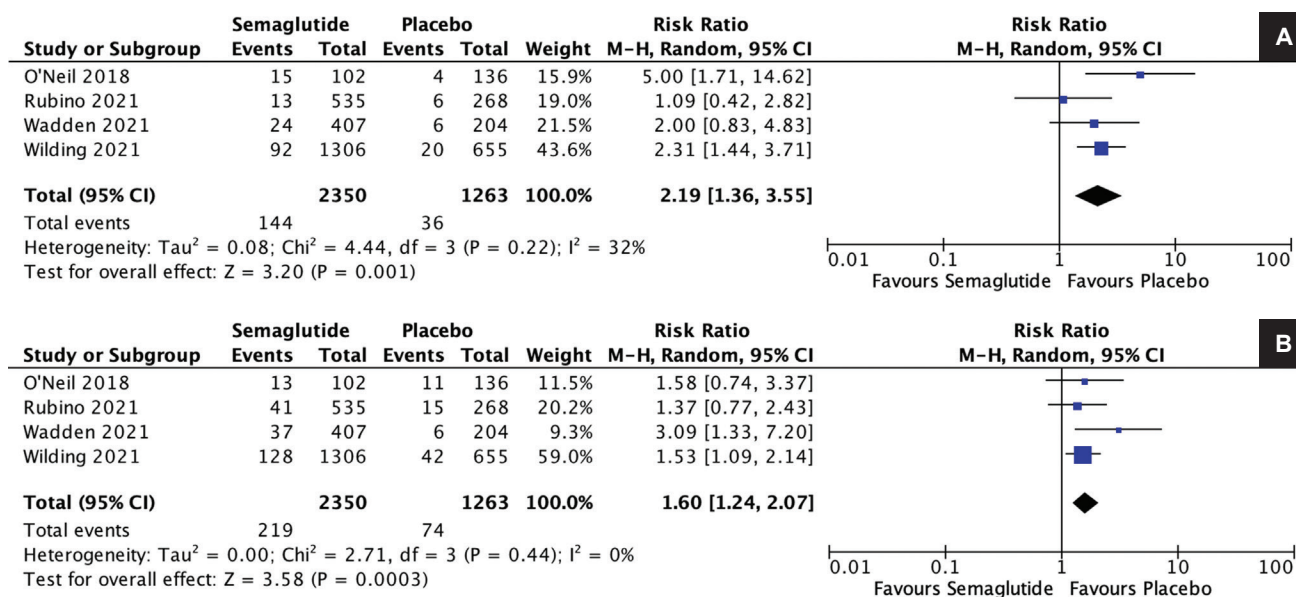 Semaglutide Placebo Risk Ratio Risk Ratio A
Study or Subgroup Events Total Events Total Weight M-H, Random, 95% CI M-H, Random, 95% CI
O'Neil 2018 15 102 4 136 15.9% 5.00 [1.71, 14.62]
Rubino 2021 13 535 6 268 19.0% 1.09 [0.42, 2.82]
Wadden 2021 24 407 6 204 21.5% 2.00 [0.83, 4.83]
Wilding 2021 92 1306 20 655 43.6% 2.31 [1.44, 3.71]
Total (95% CI) 2350 1263 100.0% 2.19 [1.36, 3.55]
Total events 144 36
Heterogeneity: Tau² = 0.08; Chi² = 4.44, df = 3 (P = 0.22); I² = 32%
Test for overall effect: Z = 3.20 (P = 0.001)
0.01 0.1 1 10 100
Favours Semaglutide Favours Placebo
Semaglutide Placebo Risk Ratio Risk Ratio B
Study or Subgroup Events Total Events Total Weight M-H, Random, 95% CI M-H, Random, 95% CI
O'Neil 2018 13 102 11 136 11.5% 1.58 [0.74, 3.37]
Rubino 2021 41 535 15 268 20.2% 1.37 [0.77, 2.43]
Wadden 2021 37 407 6 204 9.3% 3.09 [1.33, 7.20]
Wilding 2021 128 1306 42 655 59.0% 1.53 [1.09, 2.14]
Total (95% CI) 2350 1263 100.0% 1.60 [1.24, 2.07]
Total events 219 74
Heterogeneity: Tau² = 0.00; Chi² = 2.71, df = 3 (P = 0.44); I² = 0%
Test for overall effect: Z = 3.58 (P = 0.0003)
0.01 0.1 1 10 100
Favours Semaglutide Favours Placebo